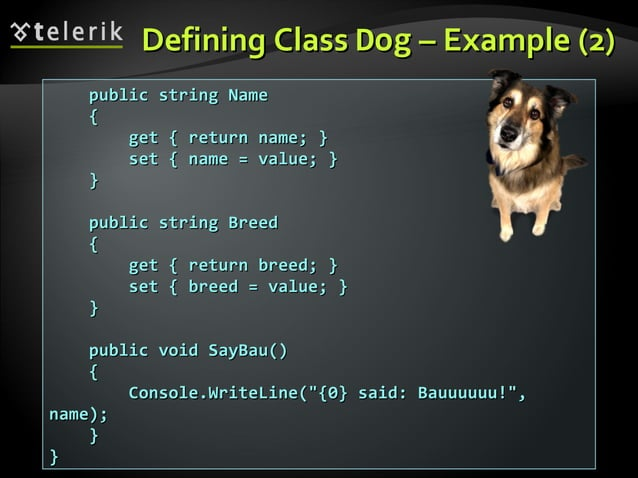 telerik
Defining Class Dog – Example (2)
public string Name
{
get { return name; }
set { name = value; }
}
public string Breed
{
get { return breed; }
set { breed = value; }
}
public void SayBau()
{
Console.WriteLine("{0} said: Bauuuuuu!",
name);
}
}